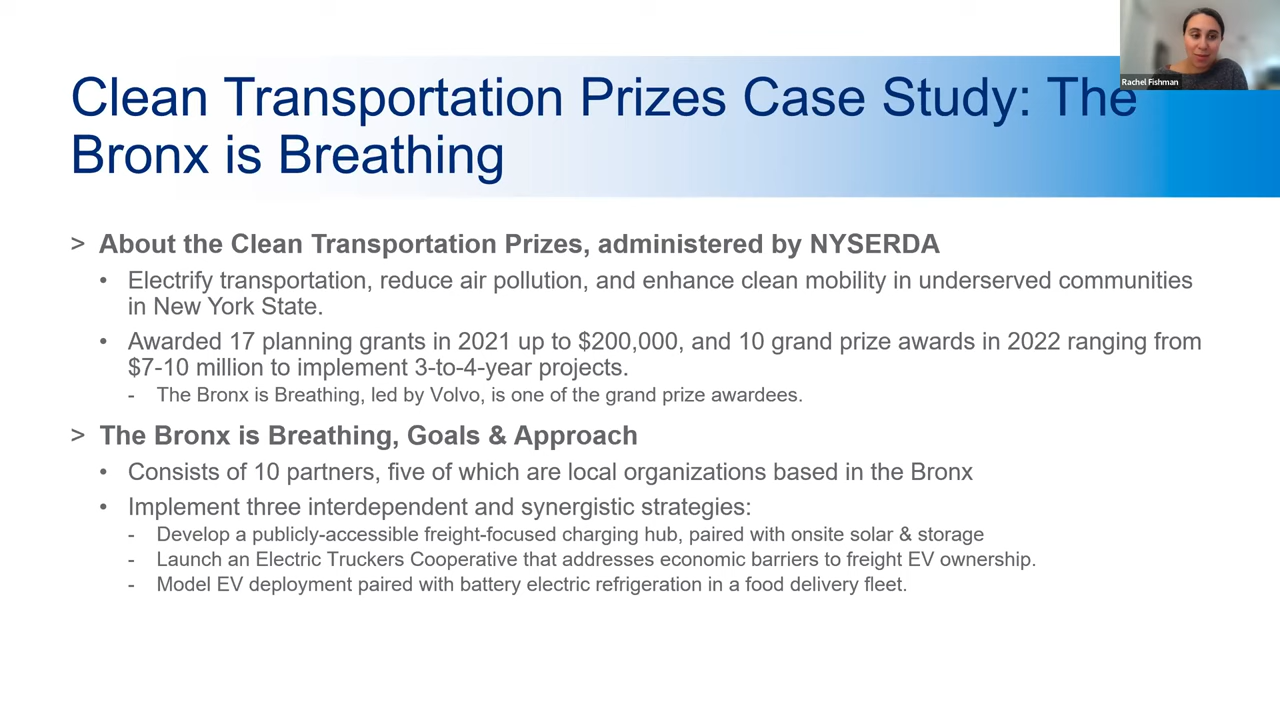 Rachel Fishman
Clean Transportation Prizes Case Study: The
Bronx is Breathing
> About the Clean Transportation Prizes, administered by NYSERDA
• Electrify transportation, reduce air pollution, and enhance clean mobility in underserved communities
in New York State.
• Awarded 17 planning grants in 2021 up to $200,000, and 10 grand prize awards in 2022 ranging from
$7-10 million to implement 3-to-4-year projects.
- The Bronx is Breathing, led by Volvo, is one of the grand prize awardees.
> The Bronx is Breathing, Goals & Approach
• Consists of 10 partners, five of which are local organizations based in the Bronx
• Implement three interdependent and synergistic strategies:
- Develop a publicly-accessible freight-focused charging hub, paired with onsite solar & storage
- Launch an Electric Truckers Cooperative that addresses economic barriers to freight EV ownership.
- Model EV deployment paired with battery electric refrigeration in a food delivery fleet.